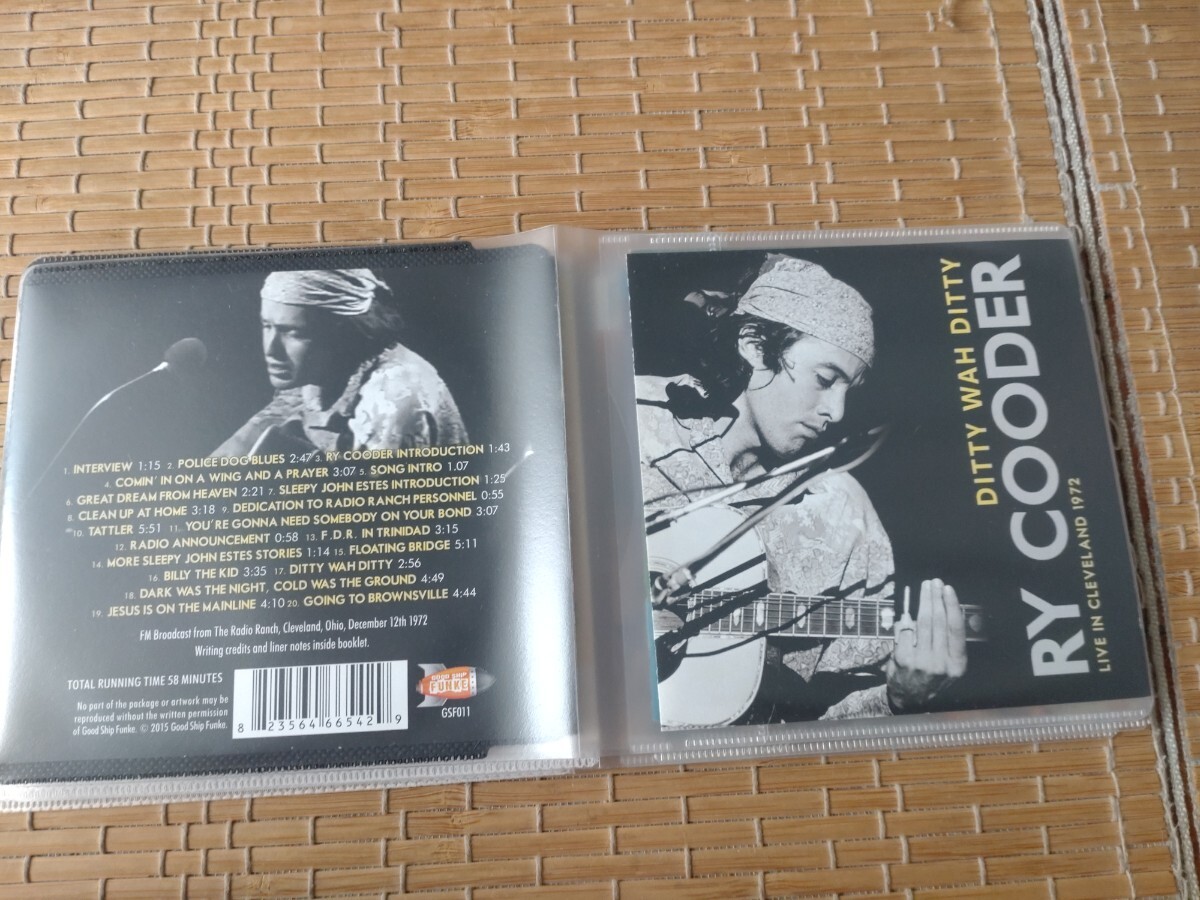 1. INTERVIEW 1:15 2. POLICE DOG BLUES 2:47 3. RY COODER INTRODUCTION 1:43
4. COMIN' IN ON A WING AND A PRAYER 3:07 5. SONG INTRO 1.07
6. GREAT DREAM FROM HEAVEN 2:21 7. SLEEPY JOHN ESTES INTRODUCTION 1:25
8. CLEAN UP AT HOME 3:18 9. DEDICATION TO RADIO RANCH PERSONNEL 0:55
10. TATTLER 5:51 11. YOU'RE GONNA NEED SOMEBODY ON YOUR BOND 3:07
12. RADIO ANNOUNCEMENT 0:58 13. F.D.R. IN TRINIDAD 3:15
14. MORE SLEEPY JOHN ESTES STORIES 1:14 15. FLOATING BRIDGE 5:11
16. BILLY THE KID 3:35 17. DITTY WAH DITTY 2:56
18. DARK WAS THE NIGHT, COLD WAS THE GROUND 4:49
19. JESUS IS ON THE MAINLINE 4:10 20. GOING TO BROWNSVILLE 4:44
FM Broadcast from The Radio Ranch, Cleveland, Ohio, December 12th 1972
Writing credits and liner notes inside booklet.
TOTAL RUNNING TIME 58 MINUTES
No part of the package or artwork may be
reproduced without the written permission
of Good Ship Funke. © 2015 Good Ship Funke.
8 23564 66542 9
GOOD SHIP
FUNKE
GSF011
DITTY WAH DITTY
RY COODER
LIVE IN CLEVELAND 1972